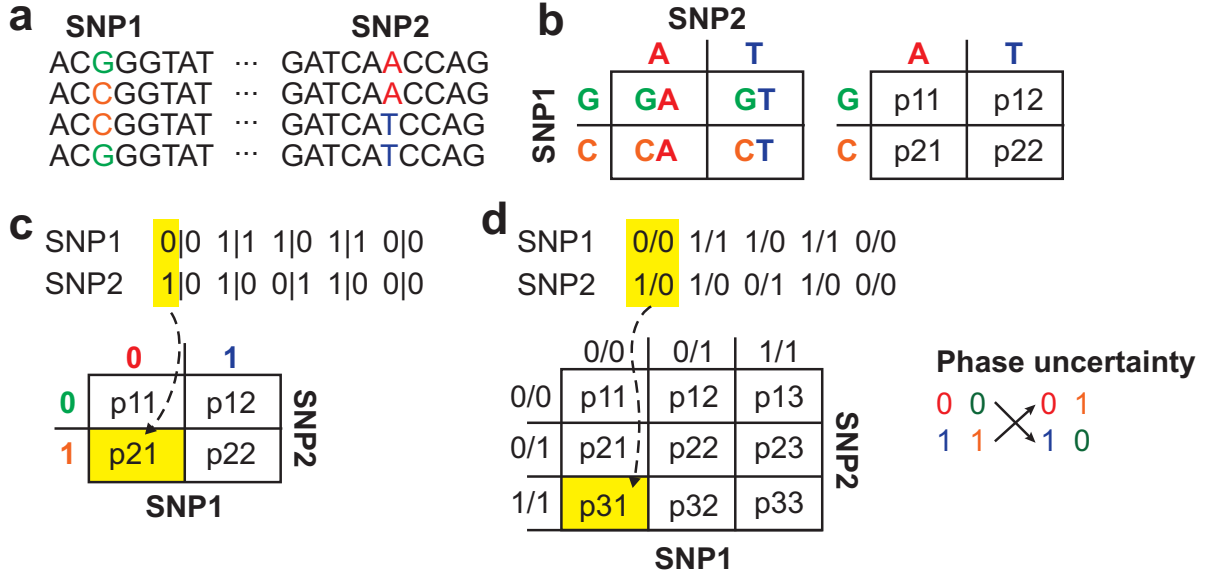 a
SNP1 SNP2
ACGGGTAT ... GATCAAACCAG
ACCGGTAT ... GATCAAACCAG
ACCGGTAT ... GATCATCCAG
ACGGGTAT ... GATCATCCAG
b
SNP2
A T A T
SNP1
G GA GT G p11 p12
C CA CT C p21 p22
c
SNP1 0|0 1|1 1|0 1|1 0|0
SNP2 1|0 1|0 0|1 1|0 0|0
0 1
0 p11 p12
1 p21 p22
SNP2
SNP1
d
SNP1 0/0 1/1 1/0 1/1 0/0
SNP2 1/0 1/0 0/1 1/0 0/0
0/0 0/1 1/1
0/0 p11 p12 p13
0/1 p21 p22 p23
1/1 p31 p32 p33
SNP2
SNP1
Phase uncertainty
0 0 0 1
1 1 1 0